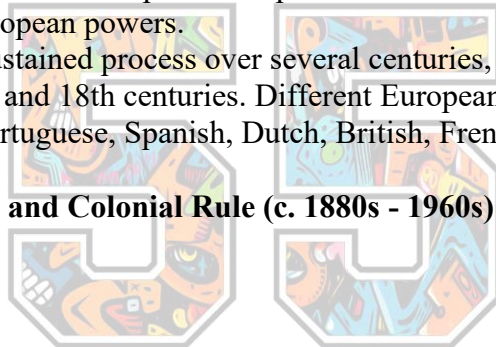 opean powers.
ustained process over several centuries,
and 18th centuries. Different European
rtuguese, Spanish, Dutch, British, Fren
and Colonial Rule (c. 1880s - 1960s)